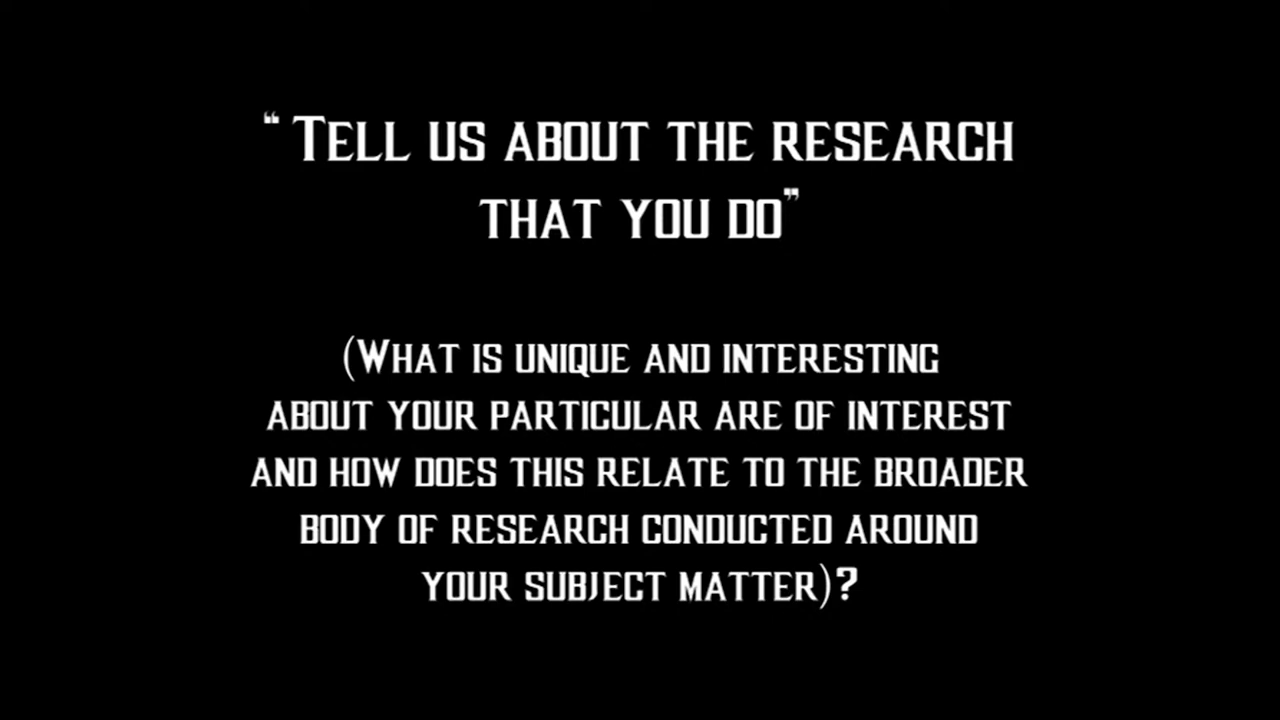 “ Tell us about the research
that you do”
(What is unique and interesting
about your particular are of interest
and how does this relate to the broader
body of research conducted around
your subject matter)?